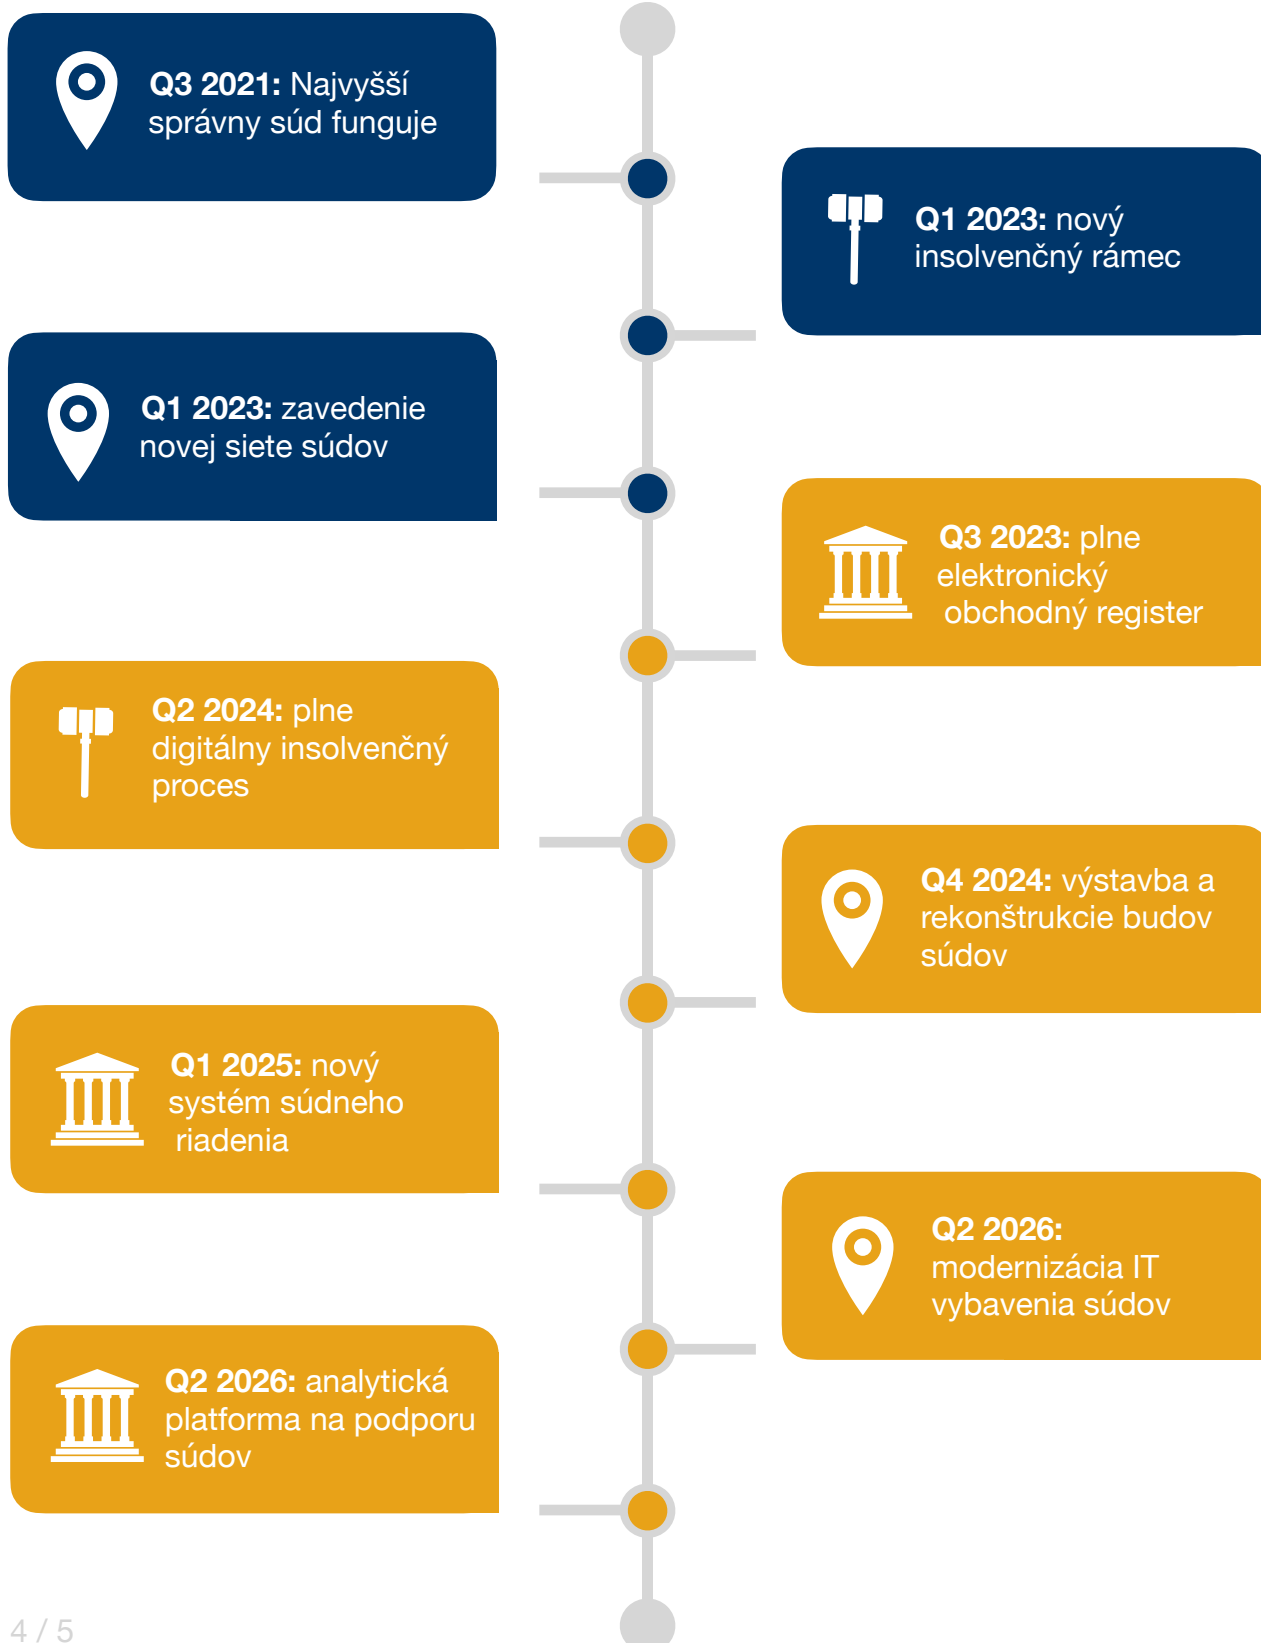 Q3 2021: Najvyšší
správny súd funguje
Q1 2023: nový
insolvenčný rámec
Q1 2023: zavedenie
novej siete súdov
Q3 2023: plne
elektronický
obchodný register
Q2 2024: plne
digitálny insolvenčný
proces
Q4 2024: výstavba a
rekonštrukcie budov
súdov
Q1 2025: nový
systém súdneho
riadenia
Q2 2026:
modernizácia IT
vybavenia súdov
Q2 2026: analytická
platforma na podporu
súdov
4 / 5